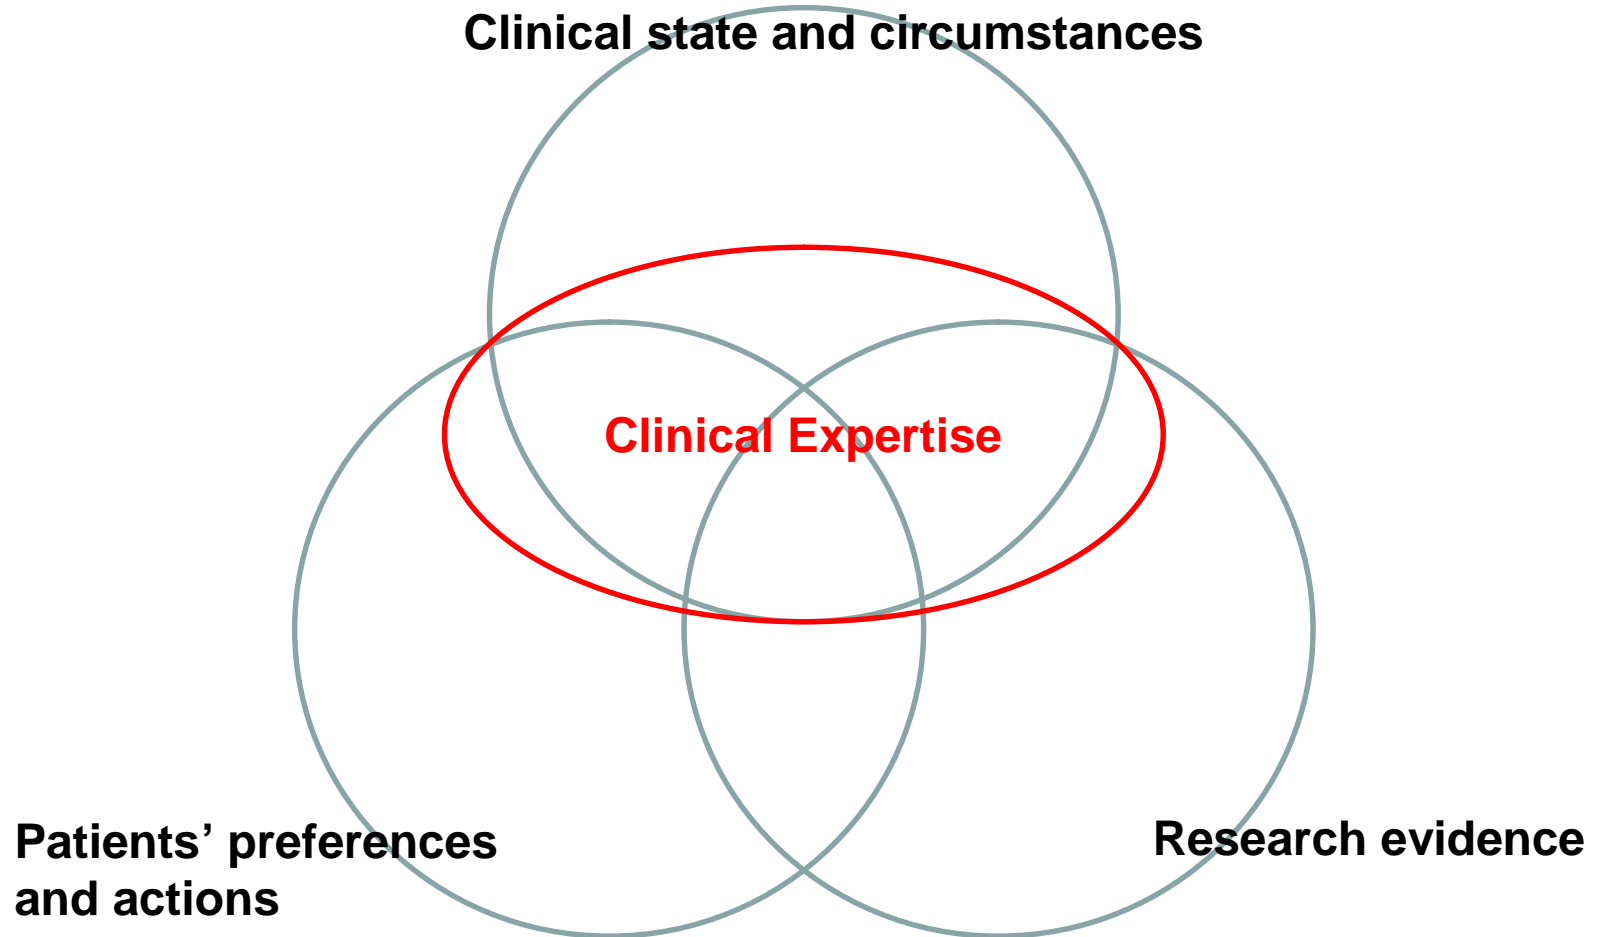 Clinical state and circumstances
Clinical Expertise
Patients’ preferences
and actions
Research evidence